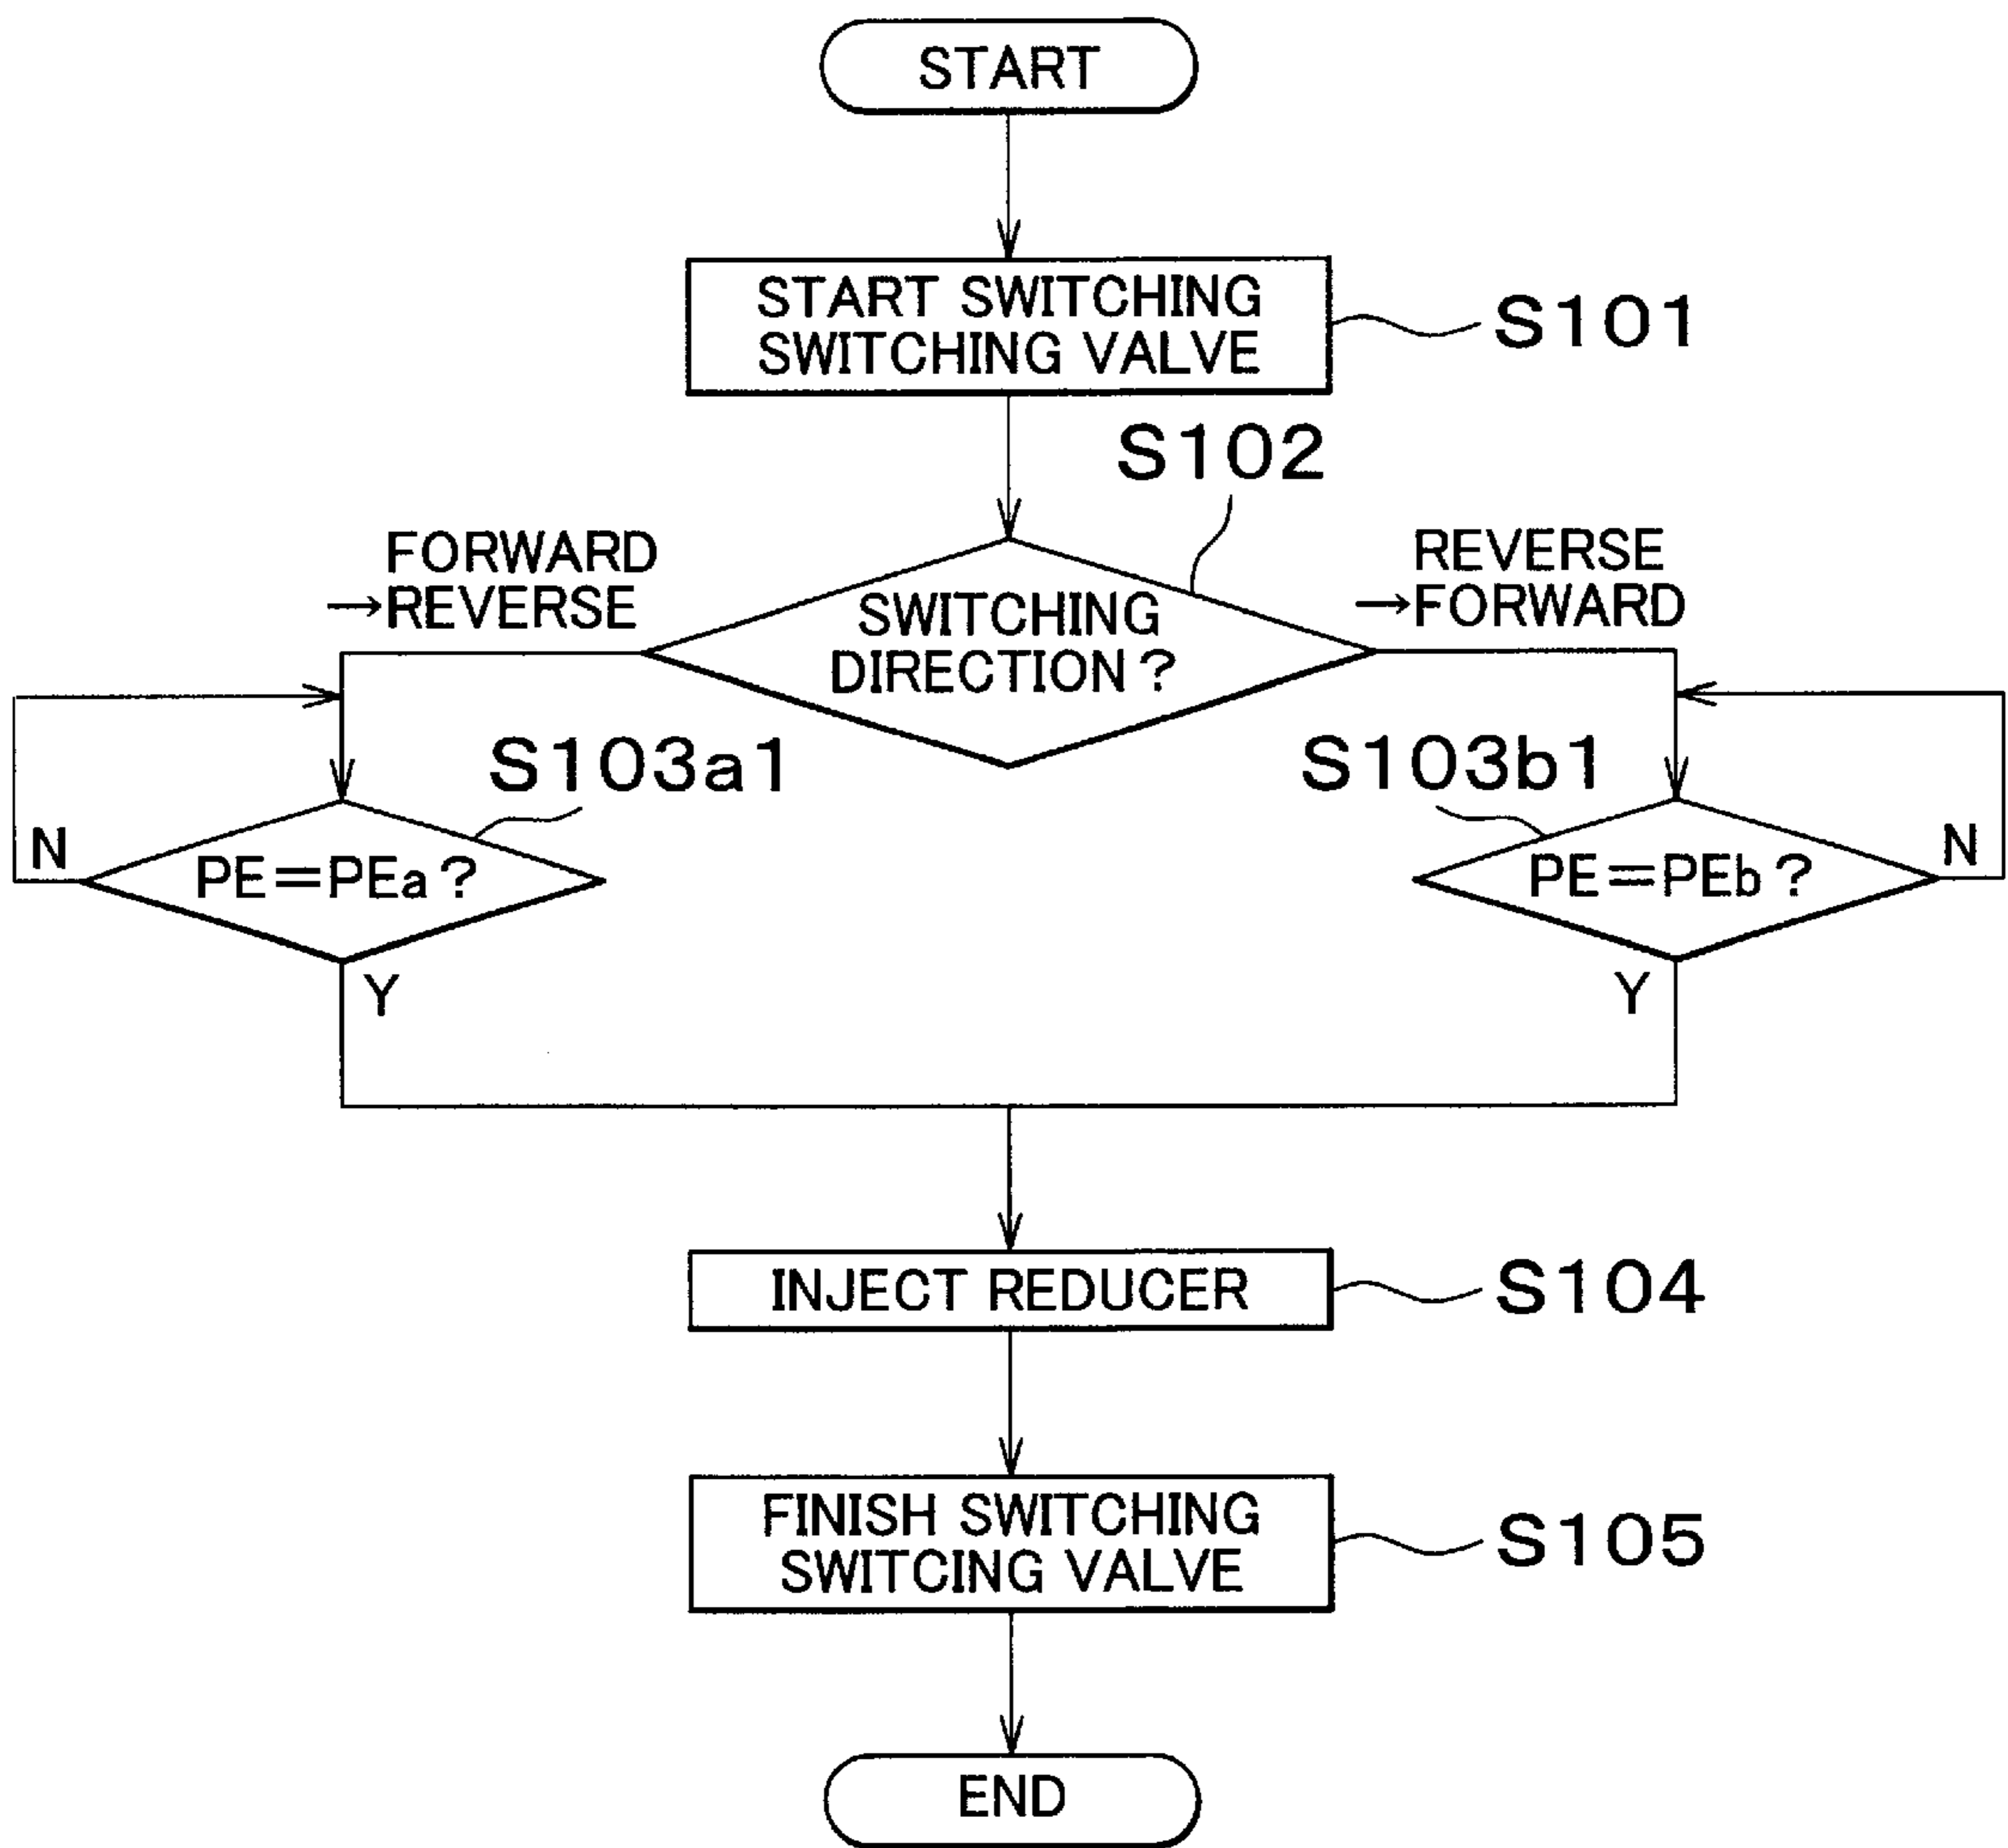 START
START SWITCHING
SWITCHING VALVE
S101
S102
FORWARD
→REVERSE
REVERSE
→FORWARD
SWITCHING
DIRECTION?
S103a1
S103b1
N
PE=PEa?
PE=PEb?
N
Y
Y
INJECT REDUCER
S104
FINISH SWITCHING
SWITCING VALVE
S105
END